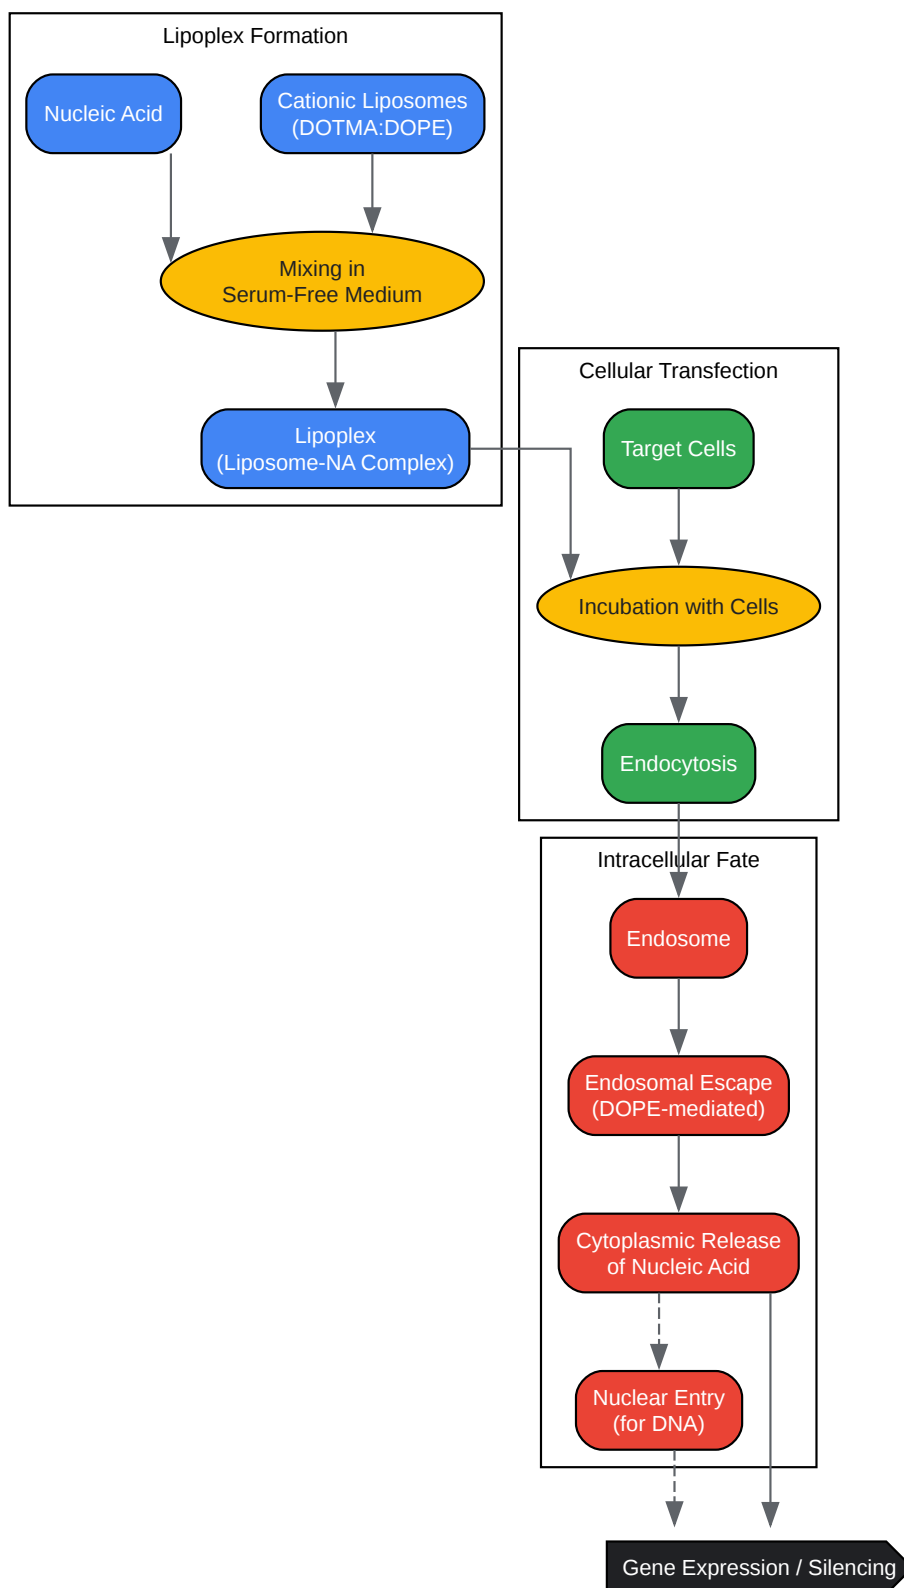 Lipoplex Formation
Nucleic Acid
Cationic Liposomes
(DOTMA:DOPE)
Mixing in
Serum-Free Medium
Lipoplex
(Liposome-NA Complex)
Cellular Transfection
Target Cells
Incubation with Cells
Endocytosis
Intracellular Fate
Endosome
Endosomal Escape
(DOPE-mediated)
Cytoplasmic Release
of Nucleic Acid
Nuclear Entry
(for DNA)
Gene Expression / Silencing